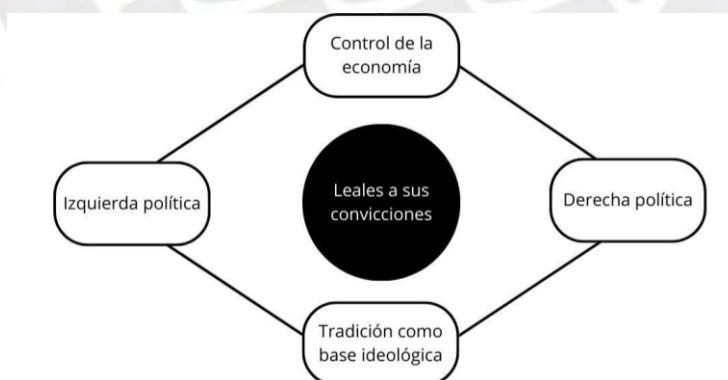 Control de la
economía
Izquierda política
Leales a sus
convicciones
Derecha política
Tradición como
base ideológica